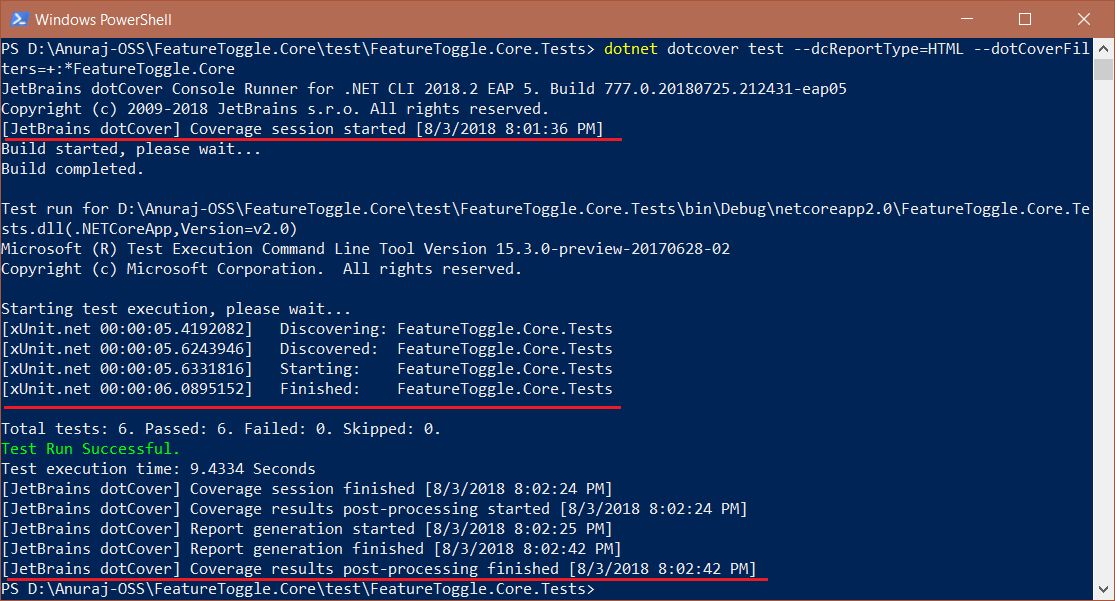 Windows PowerShell
PS D:\Anuraj-OSS\FeatureToggle.Core\test\FeatureToggle.Core.Tests> dotnet dotcover test --dcReportType=HTML --dotCoverFil
ters=+:*FeatureToggle.Core
JetBrains dotCover Console Runner for .NET CLI 2018.2 EAP 5. Build 777.0.20180725.212431-eap05
Copyright (c) 2009-2018 JetBrains s.r.o. All rights reserved.
[JetBrains dotCover] Coverage session started [8/3/2018 8:01:36 PM]
Build started, please wait...
Build completed.
Test run for D:\Anuraj-OSS\FeatureToggle.Core\test\FeatureToggle.Core.Tests\bin\Debug\netcoreapp2.0\FeatureToggle.Core.Te
sts.dll(.NETCoreApp,Version=v2.0)
Microsoft (R) Test Execution Command Line Tool Version 15.3.0-preview-20170628-02
Copyright (c) Microsoft Corporation.  All rights reserved.
Starting test execution, please wait...
[xUnit.net 00:00:05.4192082]   Discovering: FeatureToggle.Core.Tests
[xUnit.net 00:00:05.6243946]   Discovered:  FeatureToggle.Core.Tests
[xUnit.net 00:00:05.6331816]   Starting:    FeatureToggle.Core.Tests
[xUnit.net 00:00:06.0895152]   Finished:    FeatureToggle.Core.Tests
Total tests: 6. Passed: 6. Failed: 0. Skipped: 0.
Test Run Successful.
Test execution time: 9.4334 Seconds
[JetBrains dotCover] Coverage session finished [8/3/2018 8:02:24 PM]
[JetBrains dotCover] Coverage results post-processing started [8/3/2018 8:02:24 PM]
[JetBrains dotCover] Report generation started [8/3/2018 8:02:25 PM]
[JetBrains dotCover] Report generation finished [8/3/2018 8:02:42 PM]
[JetBrains dotCover] Coverage results post-processing finished [8/3/2018 8:02:42 PM]
PS D:\Anuraj-OSS\FeatureToggle.Core\test\FeatureToggle.Core.Tests>